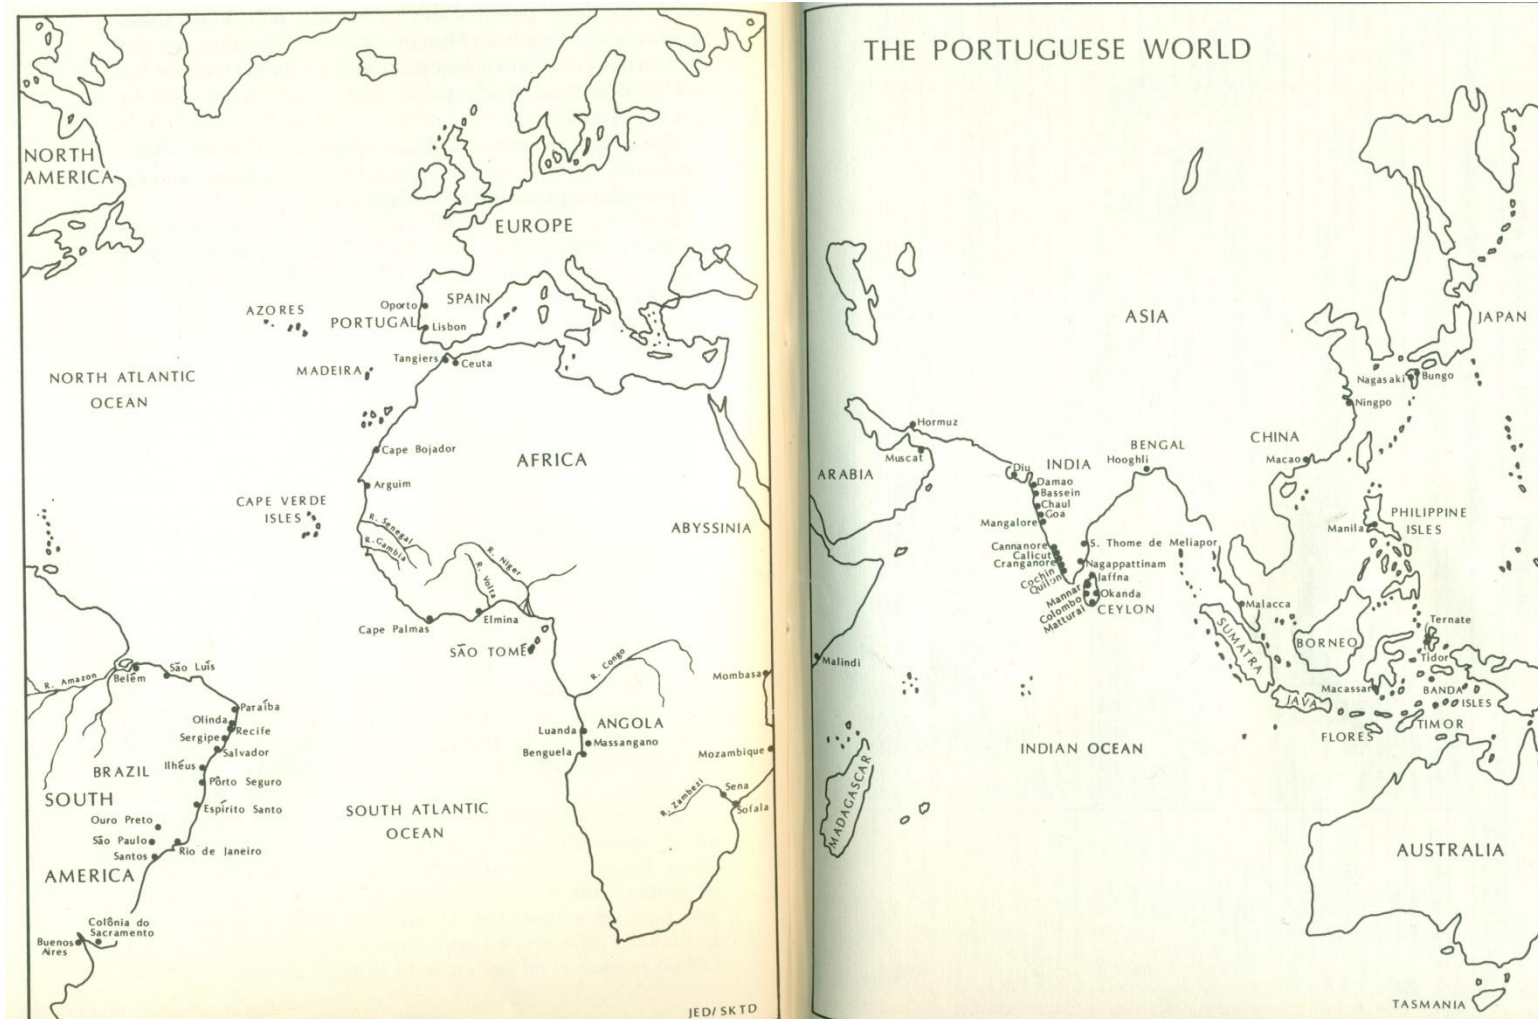 THE PORTUGUESE WORLD
NORTH
AMERICA
EUROPE
AZORES
Oporto
SPAIN
PORTUGAL
Lisbon
Tangiers
Ceuta
MADEIRA
NORTH ATLANTIC
OCEAN
Cape Bojador
AFRICA
Arguim
CAPE VERDE
ISLES
R. Senegal
R. Gambia
R. Niger
R. Volta
ABYSSINIA
Cape Palmas
Elmina
SÃO TOMÉ
R. Congo
Mombasa
R. Amazon
Belém
São Luís
Paraíba
Olinda
Recife
Sergipe
Salvador
Ilhéus
BRAZIL
Pôrto Seguro
SOUTH
Espírito Santo
Ouro Preto
São Paulo
Rio de Janeiro
Santos
AMERICA
Colônia do
Sacramento
Buenos
Aires
SOUTH ATLANTIC
OCEAN
Luanda
ANGOLA
Massangano
Benguela
Mozambique
R. Zambezi
Sena
Sofala
JED/SKTD
ASIA
JAPAN
Nagasaki
Bungo
Ningpo
Hormuz
Muscat
ARABIA
Diu
INDIA
BENGAL
Hooghli
CHINA
Macao
Damao
Bassein
Chaul
Goa
Mangalore
Cannanore
Calicut
Cranganore
Cochin
Quilon
S. Thome de Meliapor
Nagappattinam
Jaffna
Mannar
Okanda
Colombo
CEYLON
Matturai
PHILIPPINE
ISLES
Manila
Malacca
SUMATRA
BORNEO
Ternate
Tidor
Malindi
Macassar
BANDA
ISLES
JAVA
TIMOR
FLORES
INDIAN OCEAN
MADAGASCAR
AUSTRALIA
TASMANIA